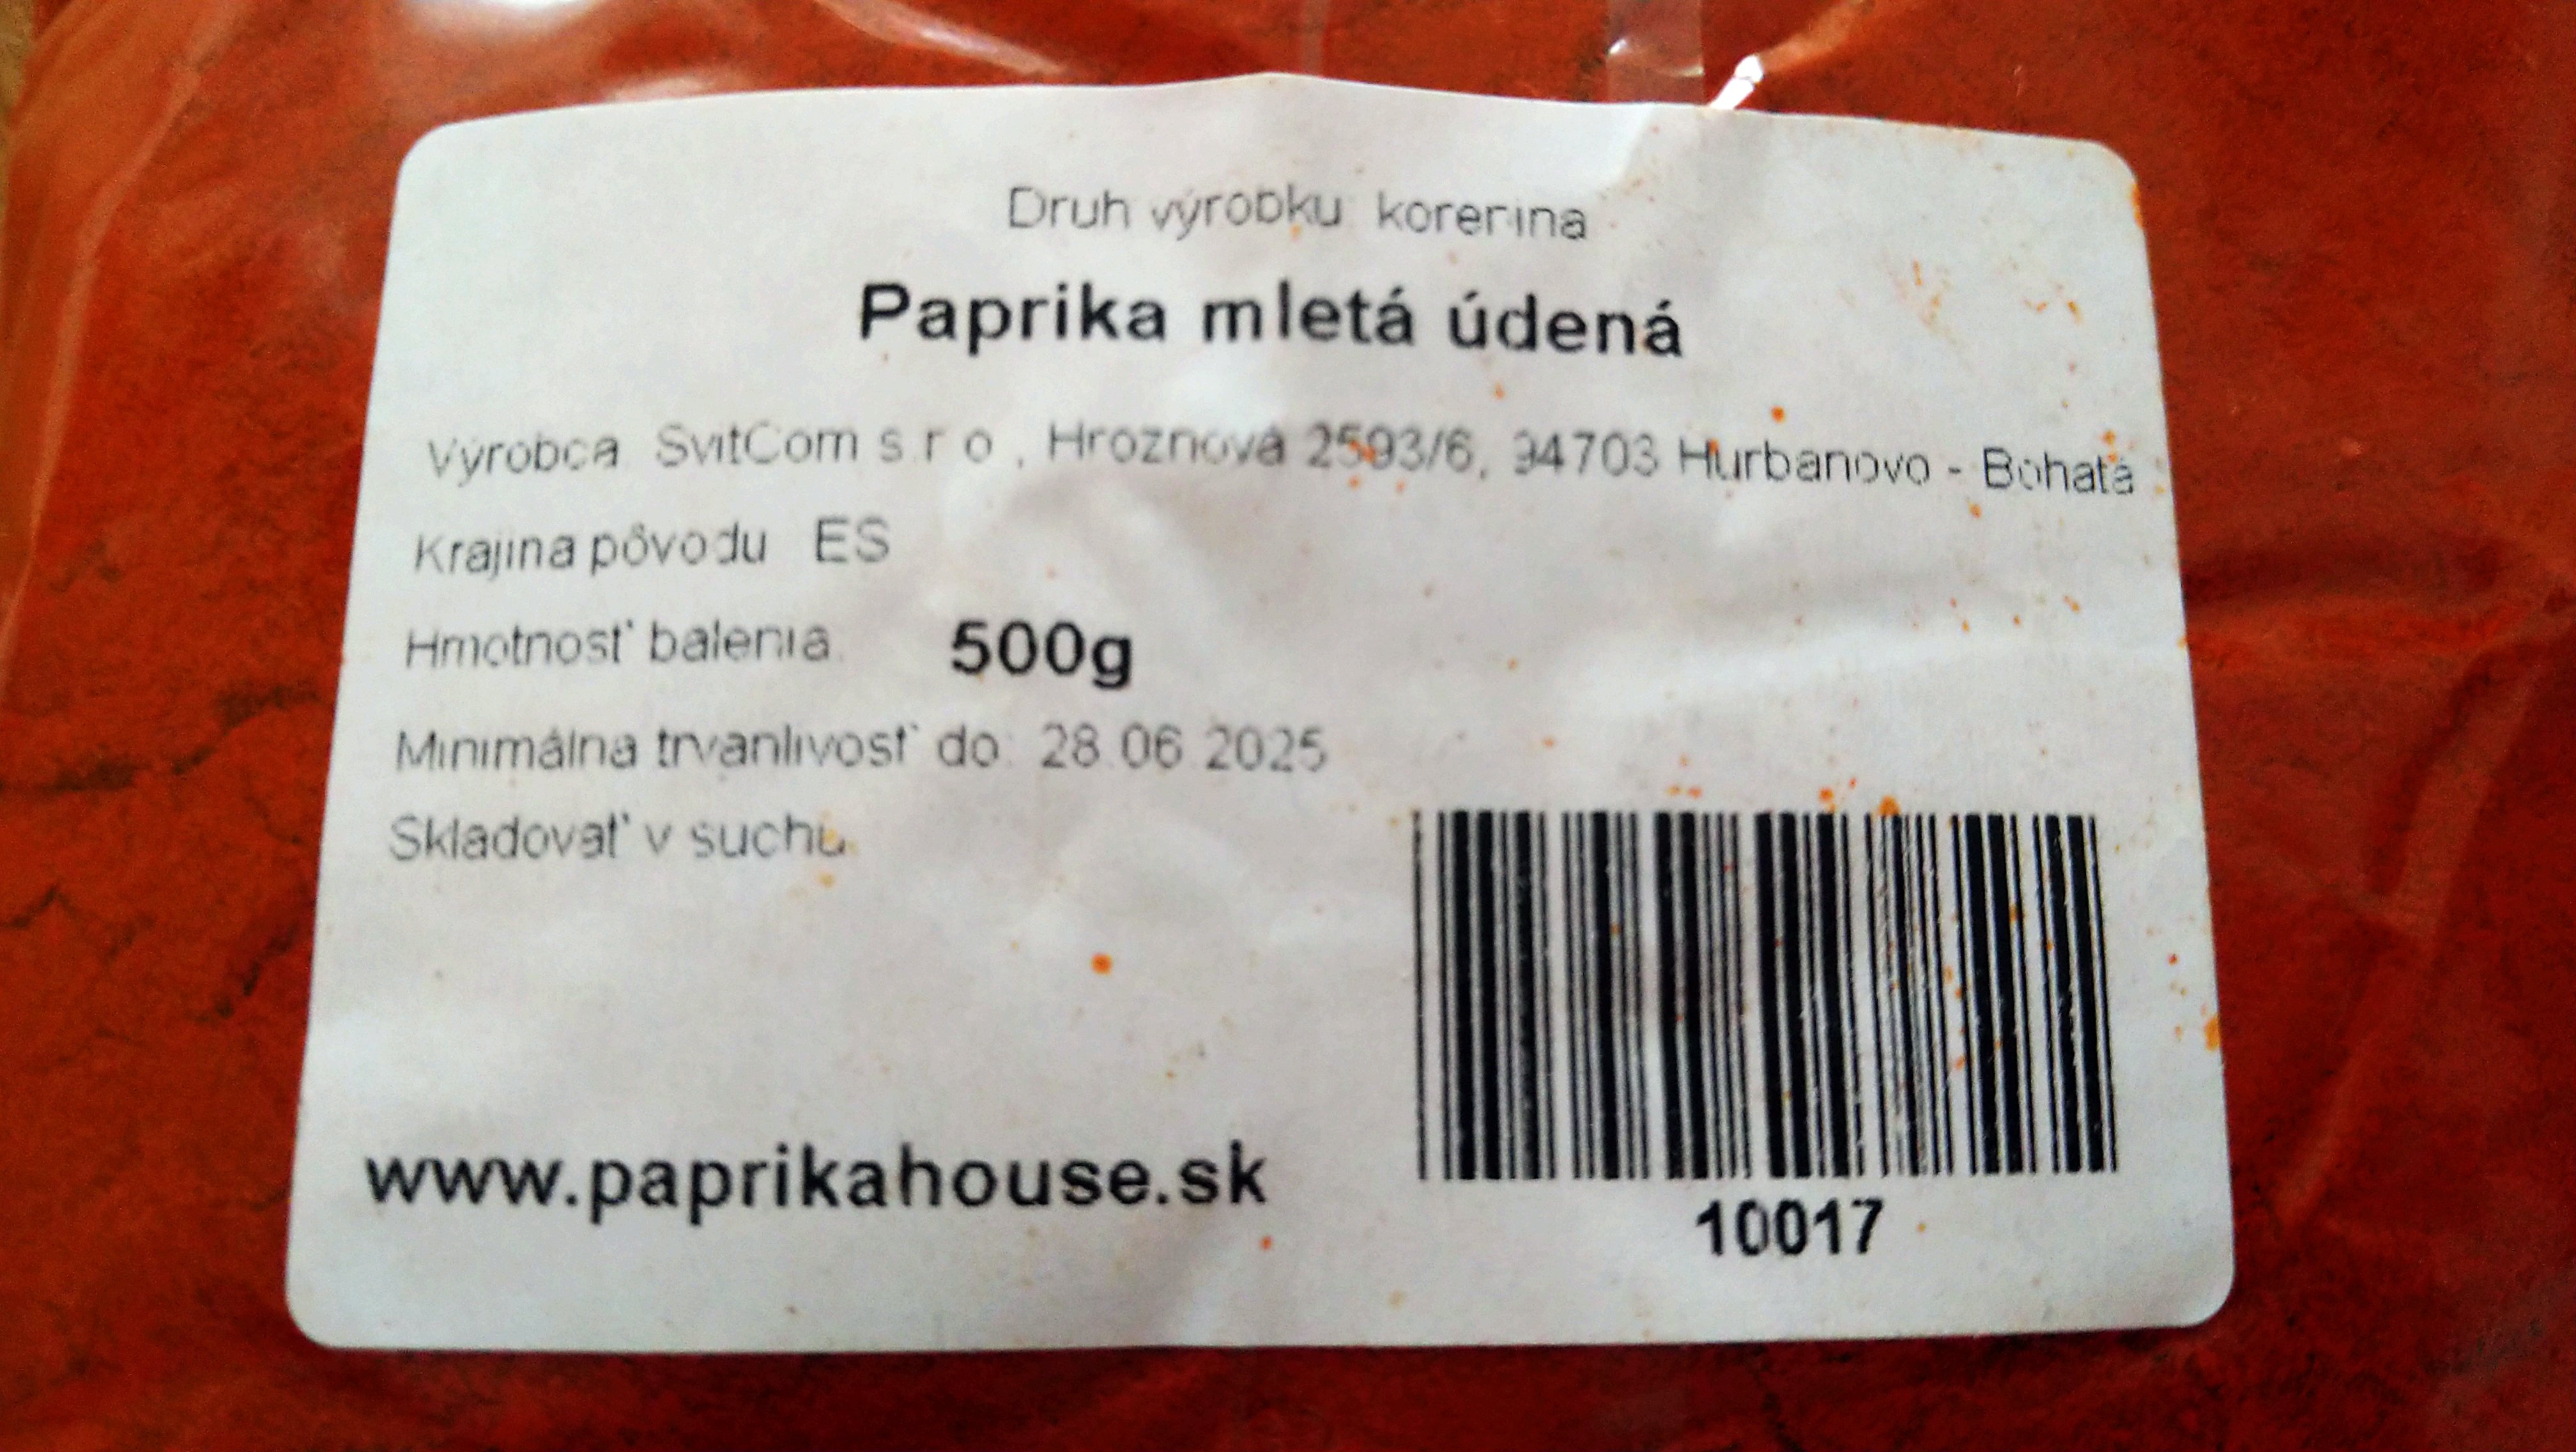 Druh výrobku: korenina
Paprika mletá údená
Výrobca: SvitCom s.r.o., Hroznová 2593/6, 94703 Hurbanovo - Bohatá
Krajina pôvodu: ES
Hmotnosť balenia: 500g
Minimálna trvanlivosť do: 28.06.2025
Skladovať v suchu.
www.paprikahouse.sk
10017